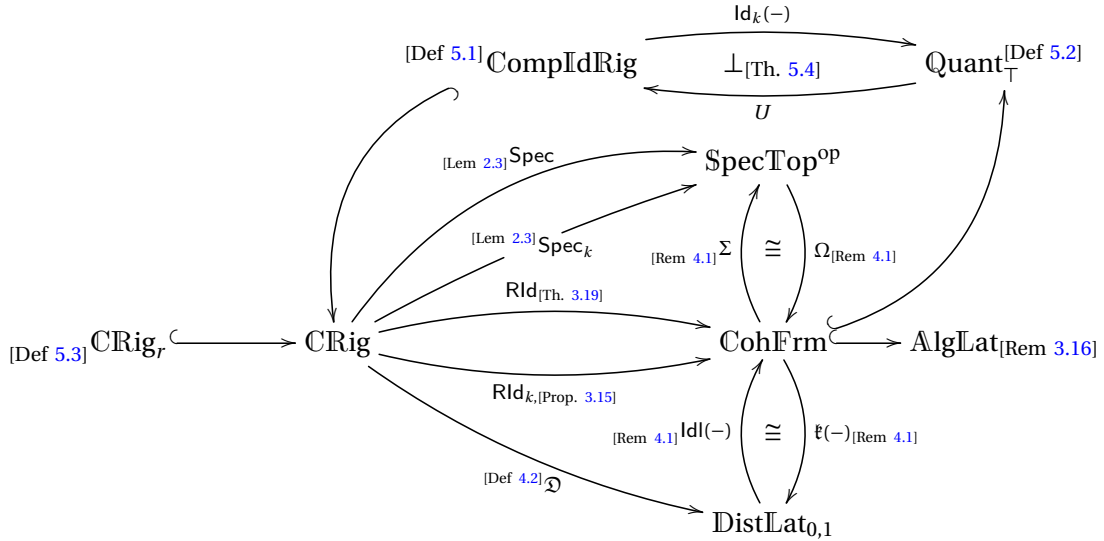 Id_k(−)
[Def 5.1] ℂomp𝕀dℝig ⊥[Th. 5.4] ℚuant_⊤ [Def 5.2]
U
[Lem 2.3] Spec
𝕊pec𝕋op^op
[Lem 2.3] Spec_k
[Rem 4.1] Σ ≅ Ω [Rem 4.1]
RId [Th. 3.19]
[Def 5.3] ℂℝig_r ℂℝig ℂoh𝔽rm 𝔸lg𝕃at [Rem 3.16]
RId_k, [Prop. 3.15]
[Rem 4.1] Idl(−) ≅ 𝔨(−) [Rem 4.1]
[Def 4.2] 𝔇
𝔻ist𝕃at_0,1